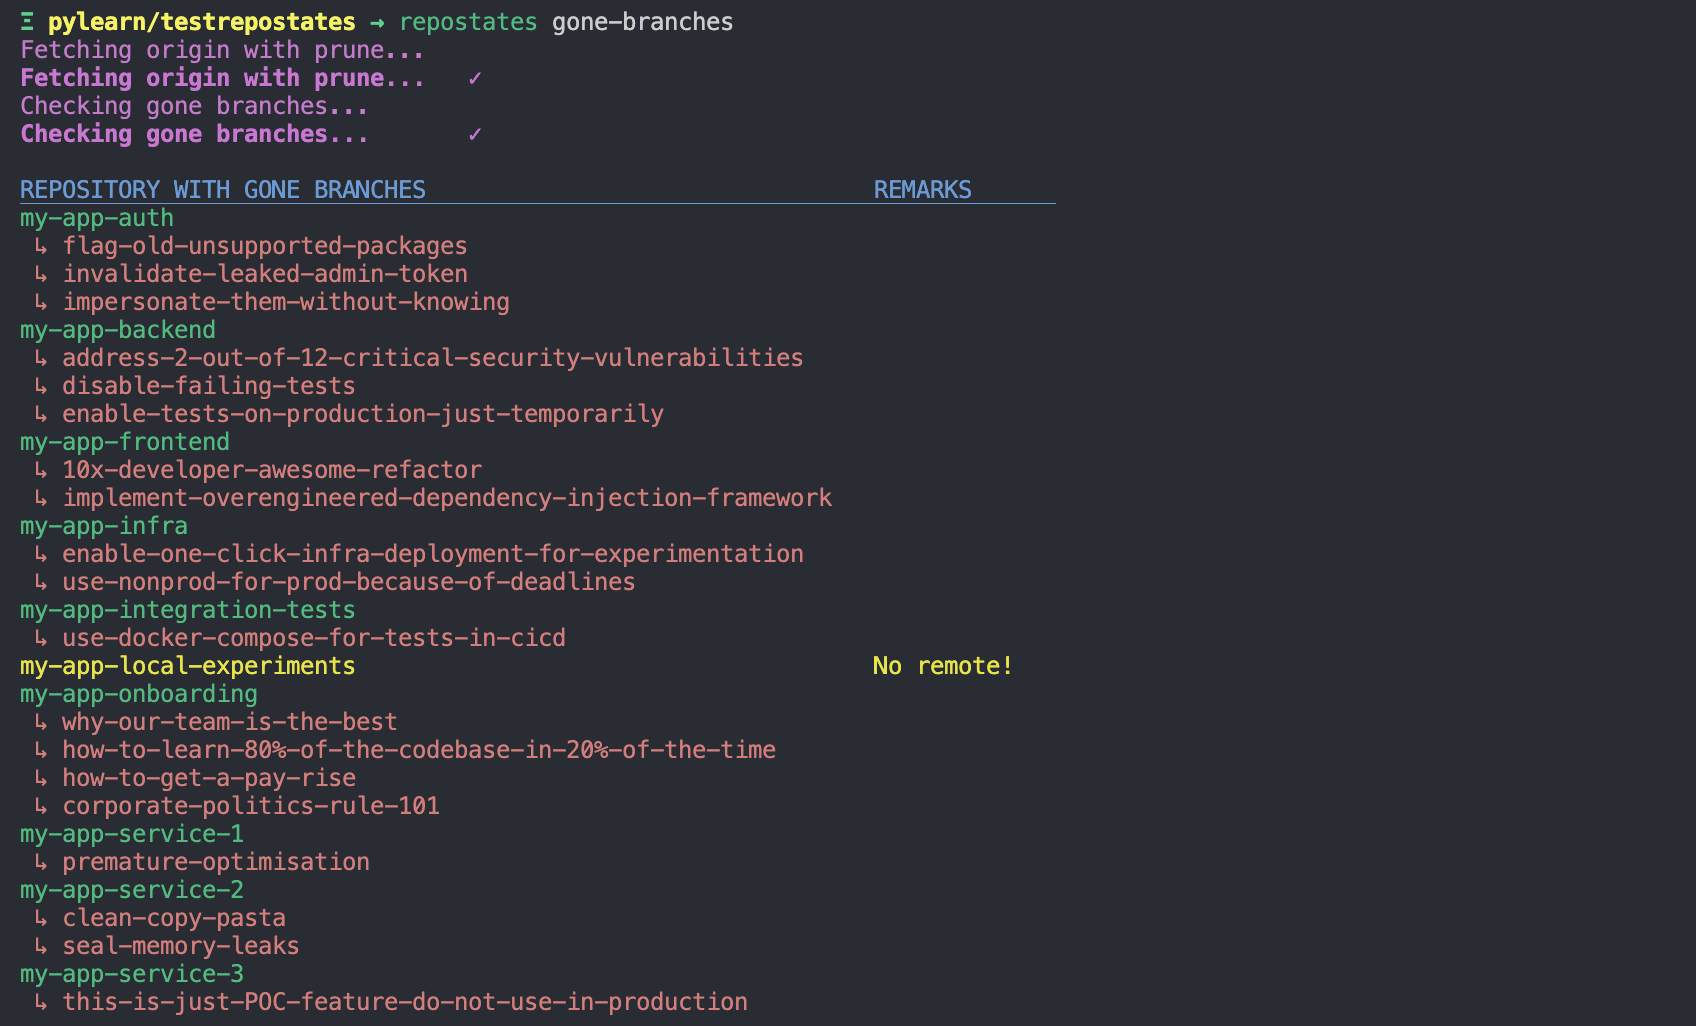 Ξ pylearn/testrepostates → repostates gone-branches
Fetching origin with prune...
Fetching origin with prune... ✓
Checking gone branches...
Checking gone branches... ✓
REPOSITORY WITH GONE BRANCHES REMARKS
my-app-auth
↳ flag-old-unsupported-packages
↳ invalidate-leaked-admin-token
↳ impersonate-them-without-knowing
my-app-backend
↳ address-2-out-of-12-critical-security-vulnerabilities
↳ disable-failing-tests
↳ enable-tests-on-production-just-temporarily
my-app-frontend
↳ 10x-developer-awesome-refactor
↳ implement-overengineered-dependency-injection-framework
my-app-infra
↳ enable-one-click-infra-deployment-for-experimentation
↳ use-nonprod-for-prod-because-of-deadlines
my-app-integration-tests
↳ use-docker-compose-for-tests-in-cicd
my-app-local-experiments No remote!
my-app-onboarding
↳ why-our-team-is-the-best
↳ how-to-learn-80%-of-the-codebase-in-20%-of-the-time
↳ how-to-get-a-pay-rise
↳ corporate-politics-rule-101
my-app-service-1
↳ premature-optimisation
my-app-service-2
↳ clean-copy-pasta
↳ seal-memory-leaks
my-app-service-3
↳ this-is-just-POC-feature-do-not-use-in-production